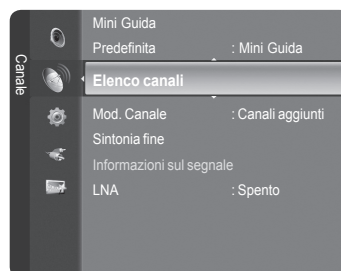 Canale
Mini Guida
Predefinita : Mini Guida
Elenco canali
Mod. Canale : Canali aggiunti
Sintonia fine
Informazioni sul segnale
LNA : Spento